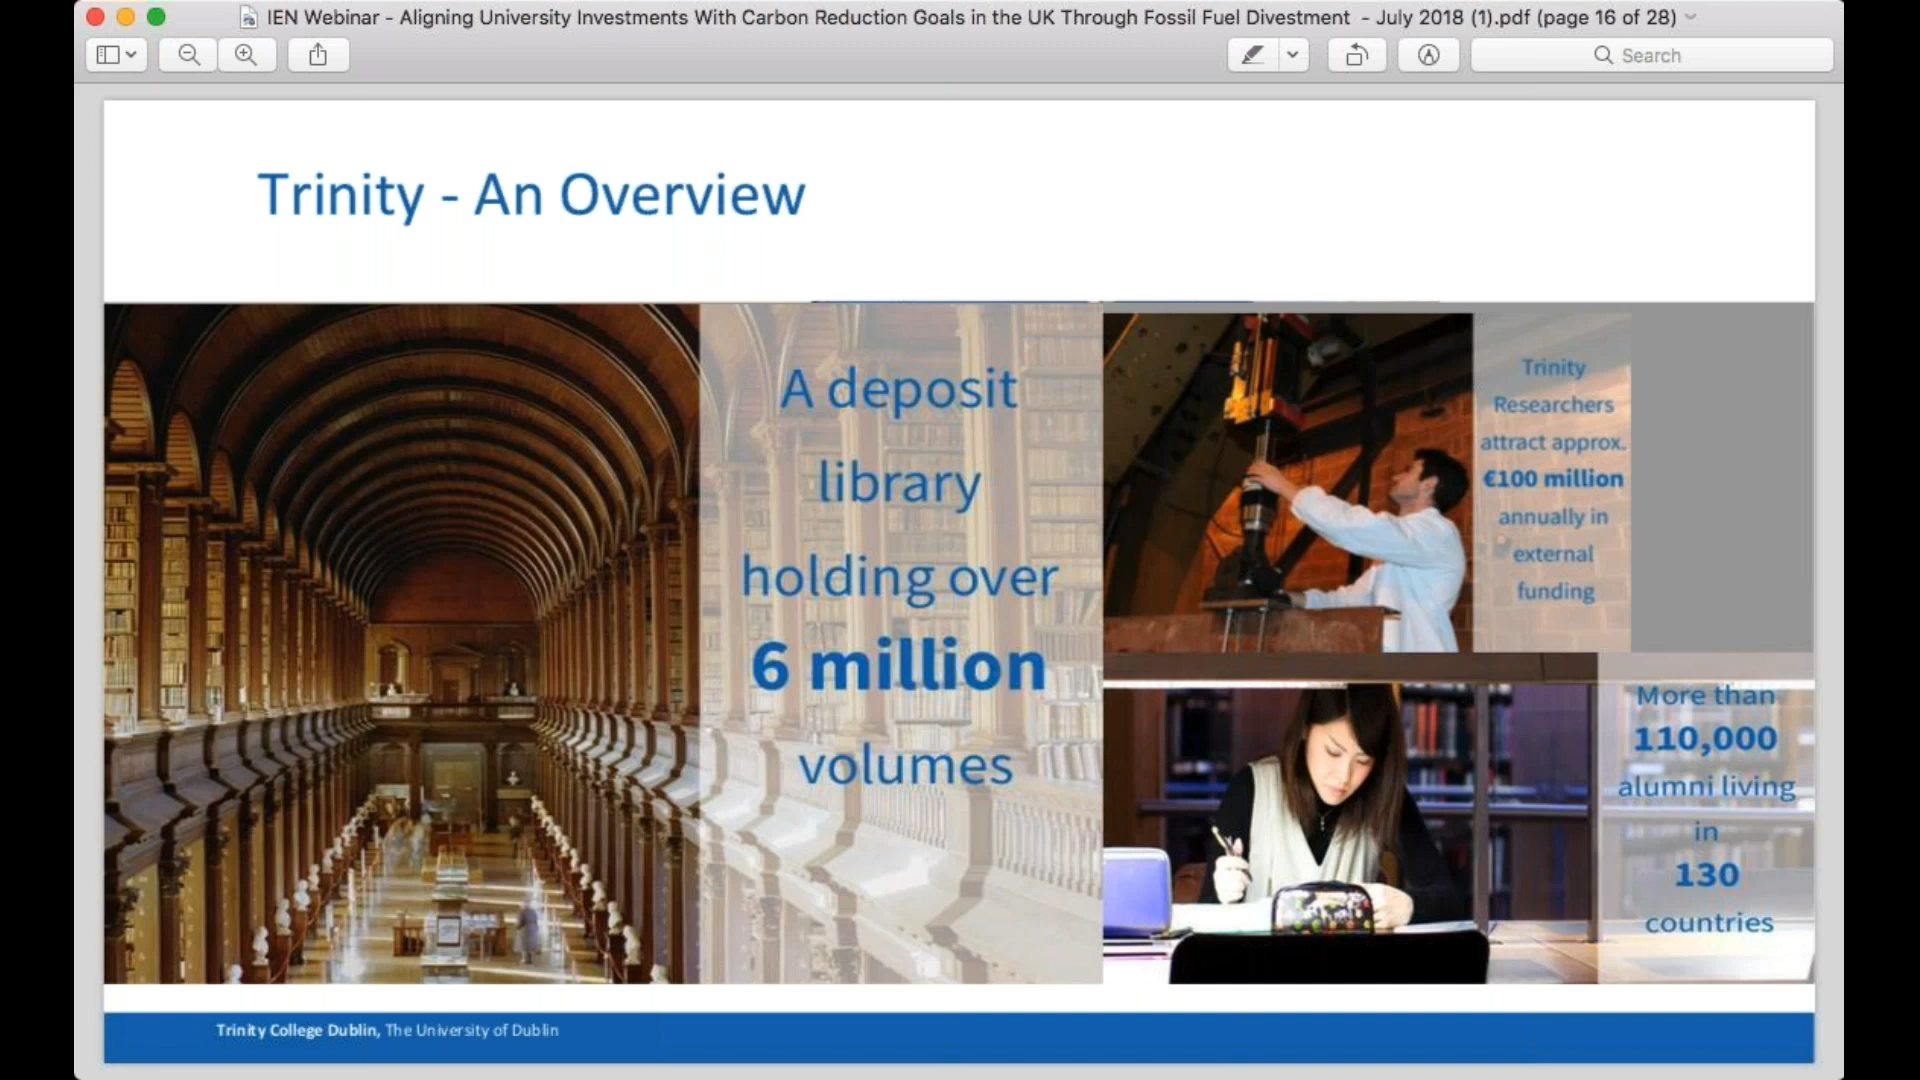 IEN Webinar - Aligning University Investments With Carbon Reduction Goals in the UK Through Fossil Fuel Divestment - July 2018 (1).pdf (page 16 of 28)
Search
Trinity - An Overview
A deposit
library
holding over
6 million
volumes
Trinity
Researchers
attract approx.
€100 million
annually in
external
funding
More than
110,000
alumni living
in
130
countries
Trinity College Dublin, The University of Dublin